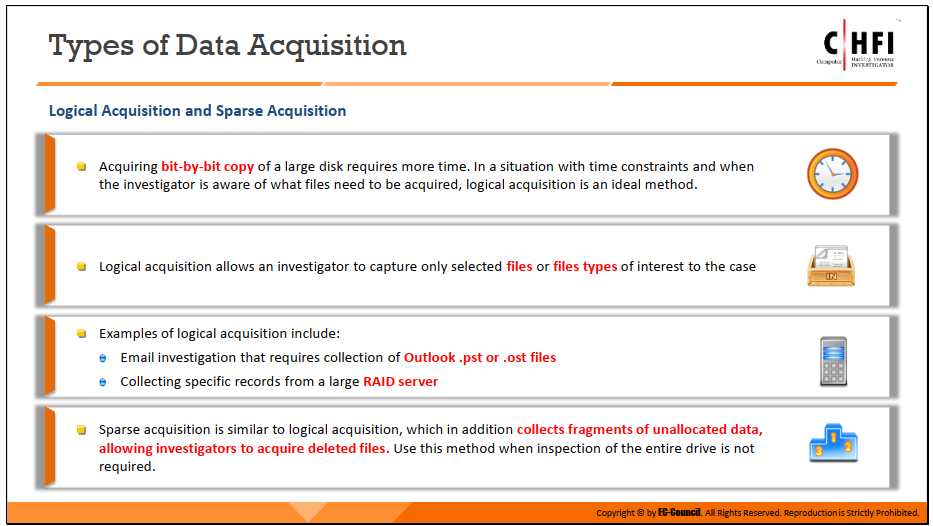 Types of Data Acquisition
C HFI
Computer Hacking Forensic
INVESTIGATOR
Logical Acquisition and Sparse Acquisition
Acquiring bit-by-bit copy of a large disk requires more time. In a situation with time constraints and when
the investigator is aware of what files need to be acquired, logical acquisition is an ideal method.
Logical acquisition allows an investigator to capture only selected files or files types of interest to the case
IN
Examples of logical acquisition include:
Email investigation that requires collection of Outlook .pst or .ost files
Collecting specific records from a large RAID server
Sparse acquisition is similar to logical acquisition, which in addition collects fragments of unallocated data,
allowing investigators to acquire deleted files. Use this method when inspection of the entire drive is not
required.
3 1 2
Copyright © by EC-Council. All Rights Reserved. Reproduction is Strictly Prohibited.